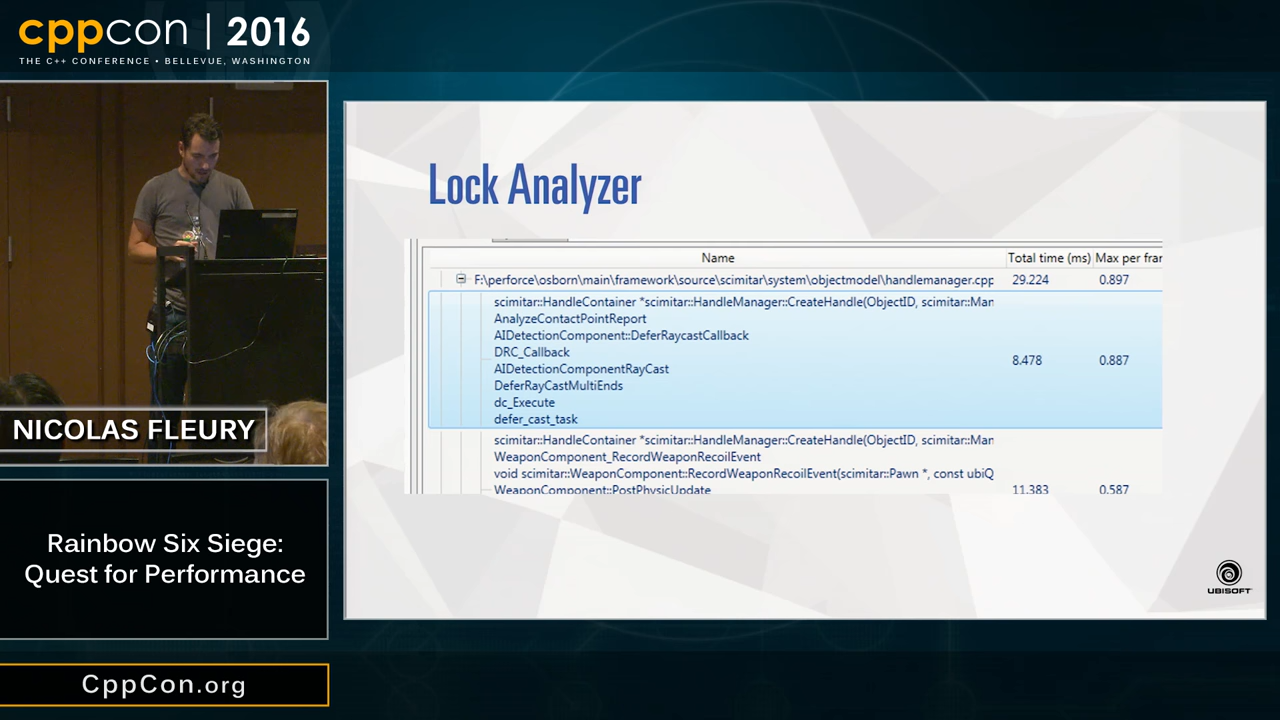 cppcon | 2016
THE C++ CONFERENCE • BELLEVUE, WASHINGTON
NICOLAS FLEURY
Rainbow Six Siege:
Quest for Performance
CppCon.org
Lock Analyzer
Name Total time (ms) Max per frar
F:\perforce\osborn\main\framework\source\scimitar\system\objectmodel\handlemanager.cpp 29.224 0.897
scimitar::HandleContainer *scimitar::HandleManager::CreateHandle(ObjectID, scimitar::Man
AnalyzeContactPointReport
AIDetectionComponent::DeferRaycastCallback
DRC_Callback
8.478 0.887
AIDetectionComponentRayCast
DeferRayCastMultiEnds
dc_Execute
defer_cast_task
scimitar::HandleContainer *scimitar::HandleManager::CreateHandle(ObjectID, scimitar::Man
WeaponComponent_RecordWeaponRecoilEvent
void scimitar::WeaponComponent::RecordWeaponRecoilEvent(scimitar::Pawn *, const ubiQ
WeaponComponent::PostPhysicUpdate 11.383 0.587
UBISOFT